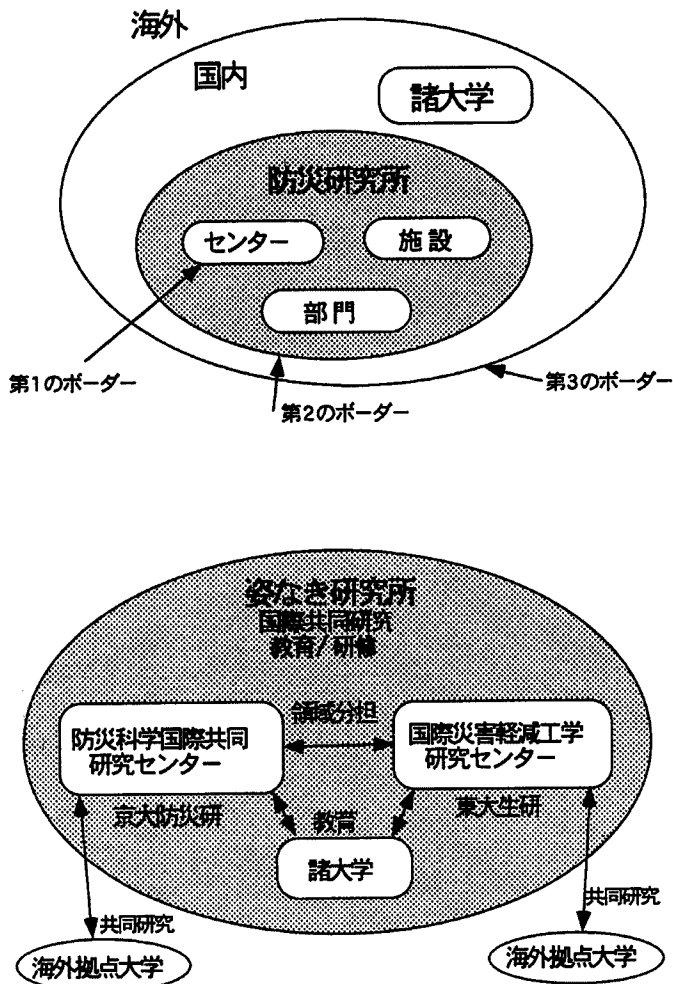 海外
国内
諸大学
防災研究所
センター
施設
部門
第1のボーダー
第3のボーダー
第2のボーダー
姿なき研究所
国際共同研究
教育/研修
領域分担
防災科学国際共同
研究センター
国際災害軽減工学
研究センター
京大防災研
教育
東大生研
諸大学
共同研究
共同研究
海外拠点大学
海外拠点大学